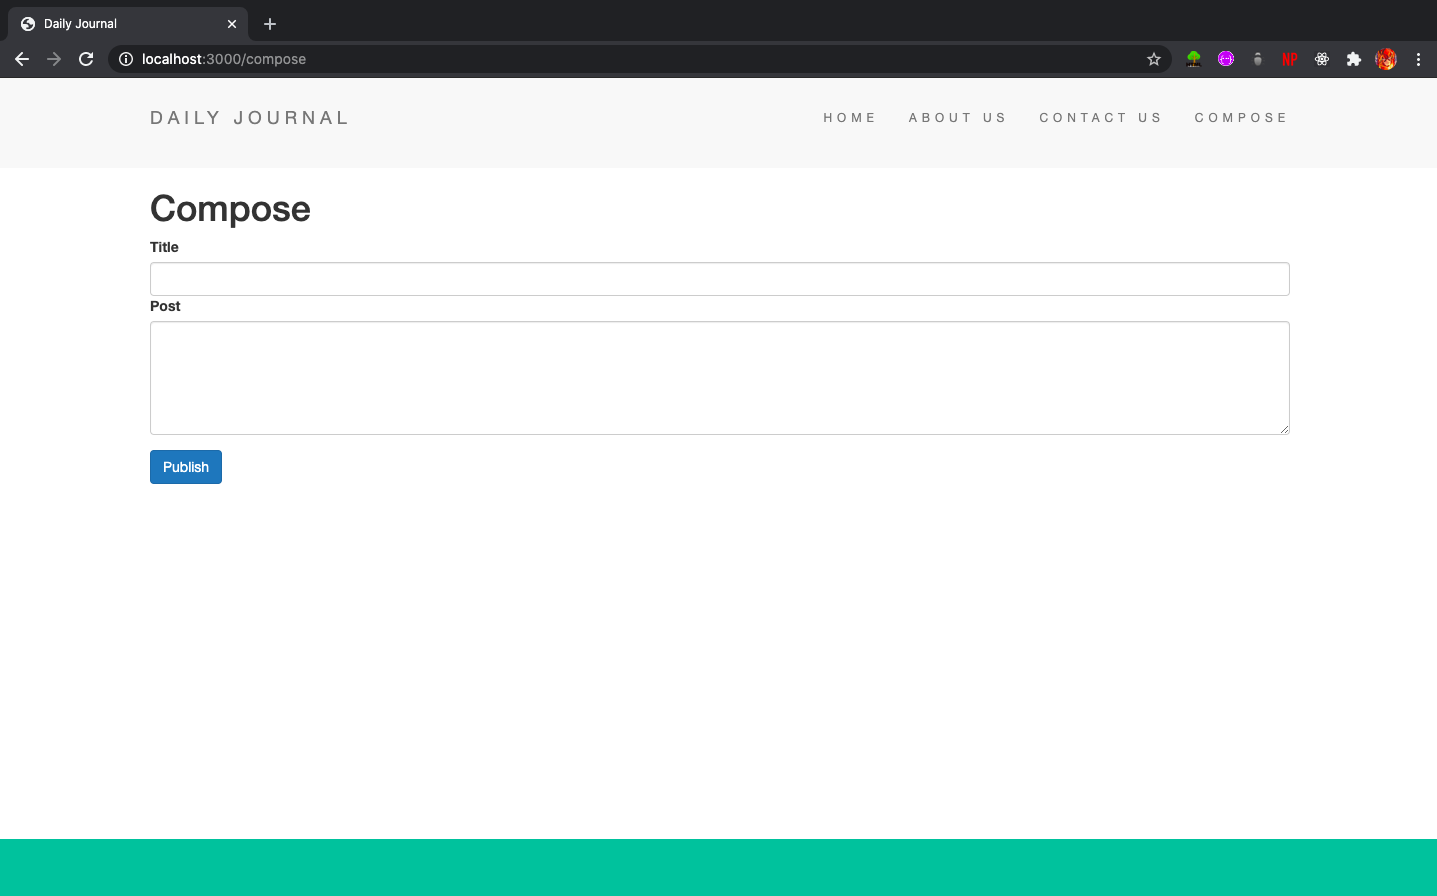 Daily Journal
localhost:3000/compose
NP
DAILY JOURNAL
HOME ABOUT US CONTACT US COMPOSE
Compose
Title
Post
Publish